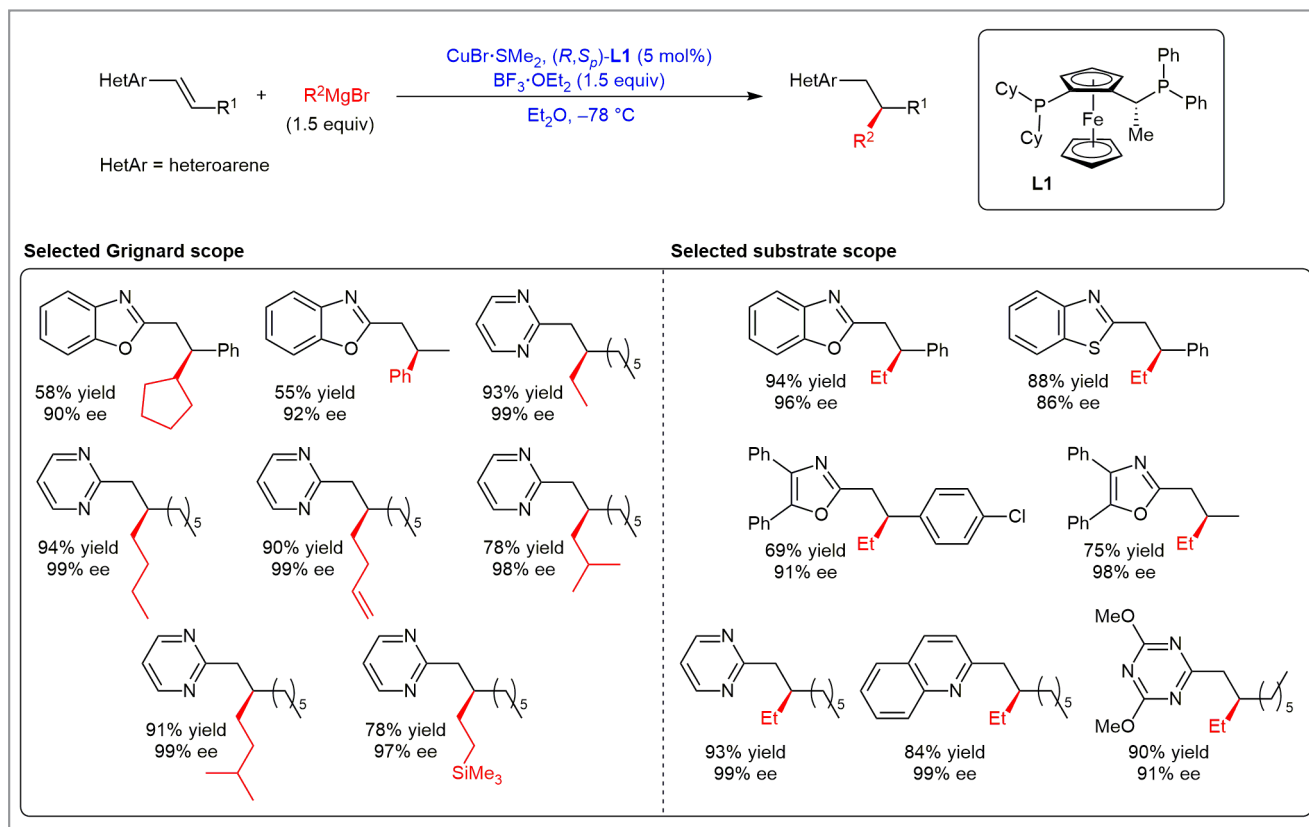 HetAr
R¹
+
R²MgBr
(1.5 equiv)
CuBr·SMe₂, (R,Sₚ)-L1 (5 mol%)
BF₃·OEt₂ (1.5 equiv)
Et₂O, –78 °C
HetAr
R¹
R²
HetAr = heteroarene
Cy
P
Cy
Fe
Ph
P
Ph
Me
L1
Selected Grignard scope
N
O
Ph
58% yield
90% ee
N
O
Ph
55% yield
92% ee
N
N
( )₅
93% yield
99% ee
N
N
( )₅
94% yield
99% ee
N
N
( )₅
90% yield
99% ee
N
N
( )₅
78% yield
98% ee
N
N
( )₅
91% yield
99% ee
N
N
( )₅
SiMe₃
78% yield
97% ee
Selected substrate scope
N
O
Ph
Et
94% yield
96% ee
N
S
Ph
Et
88% yield
86% ee
Ph
N
Ph
O
Cl
Et
69% yield
91% ee
Ph
N
Ph
O
Et
75% yield
98% ee
N
N
( )₅
Et
93% yield
99% ee
N
( )₅
Et
84% yield
99% ee
MeO
N
N
N
OMe
( )₅
Et
90% yield
91% ee